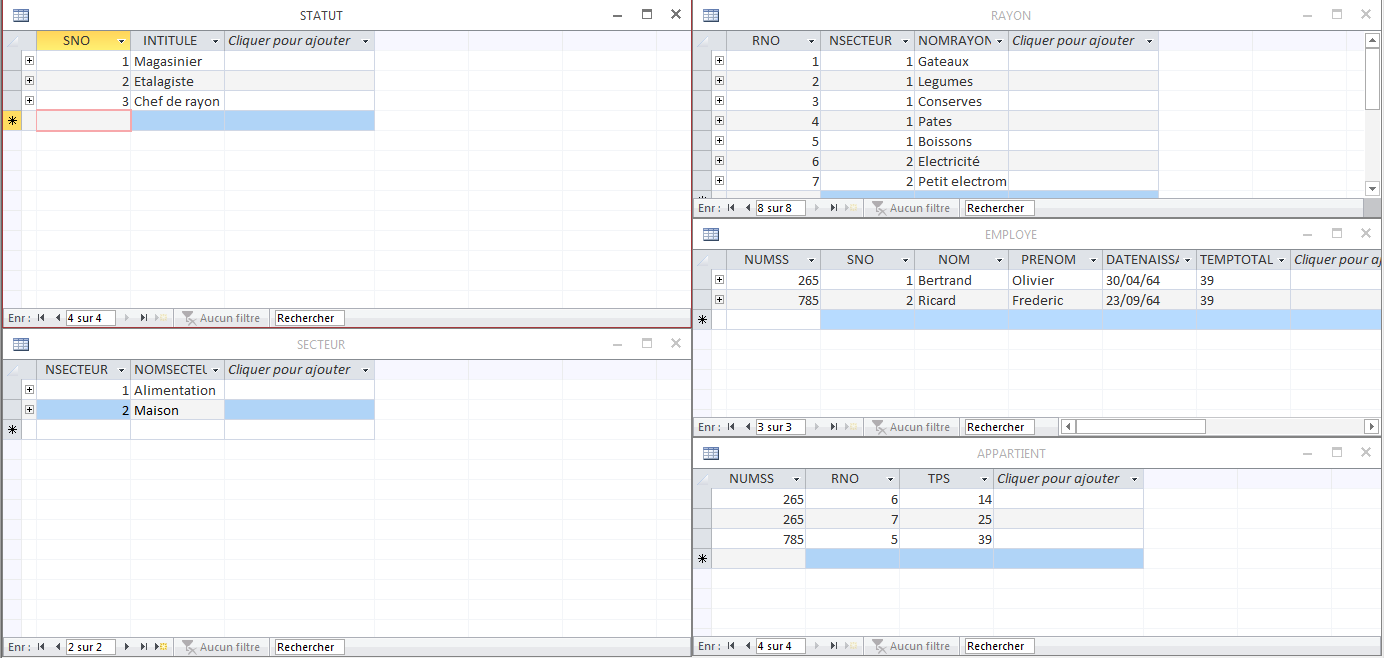 STATUT
SNO INTITULE Cliquer pour ajouter
1 Magasinier
2 Etalagiste
3 Chef de rayon
Enr : 4 sur 4 Aucun filtre Rechercher
SECTEUR
NSECTEUR NOMSECTEU Cliquer pour ajouter
1 Alimentation
2 Maison
Enr : 2 sur 2 Aucun filtre Rechercher
RAYON
RNO NSECTEUR NOMRAYON Cliquer pour ajouter
1 1 Gateaux
2 1 Legumes
3 1 Conserves
4 1 Pates
5 1 Boissons
6 2 Electricité
7 2 Petit electrom
Enr : 8 sur 8 Aucun filtre Rechercher
EMPLOYE
NUMSS SNO NOM PRENOM DATENAISSA TEMPTOTAL Cliquer pour aj
265 1 Bertrand Olivier 30/04/64 39
785 2 Ricard Frederic 23/09/64 39
Enr : 3 sur 3 Aucun filtre Rechercher
APPARTIENT
NUMSS RNO TPS Cliquer pour ajouter
265 6 14
265 7 25
785 5 39
Enr : 4 sur 4 Aucun filtre Rechercher